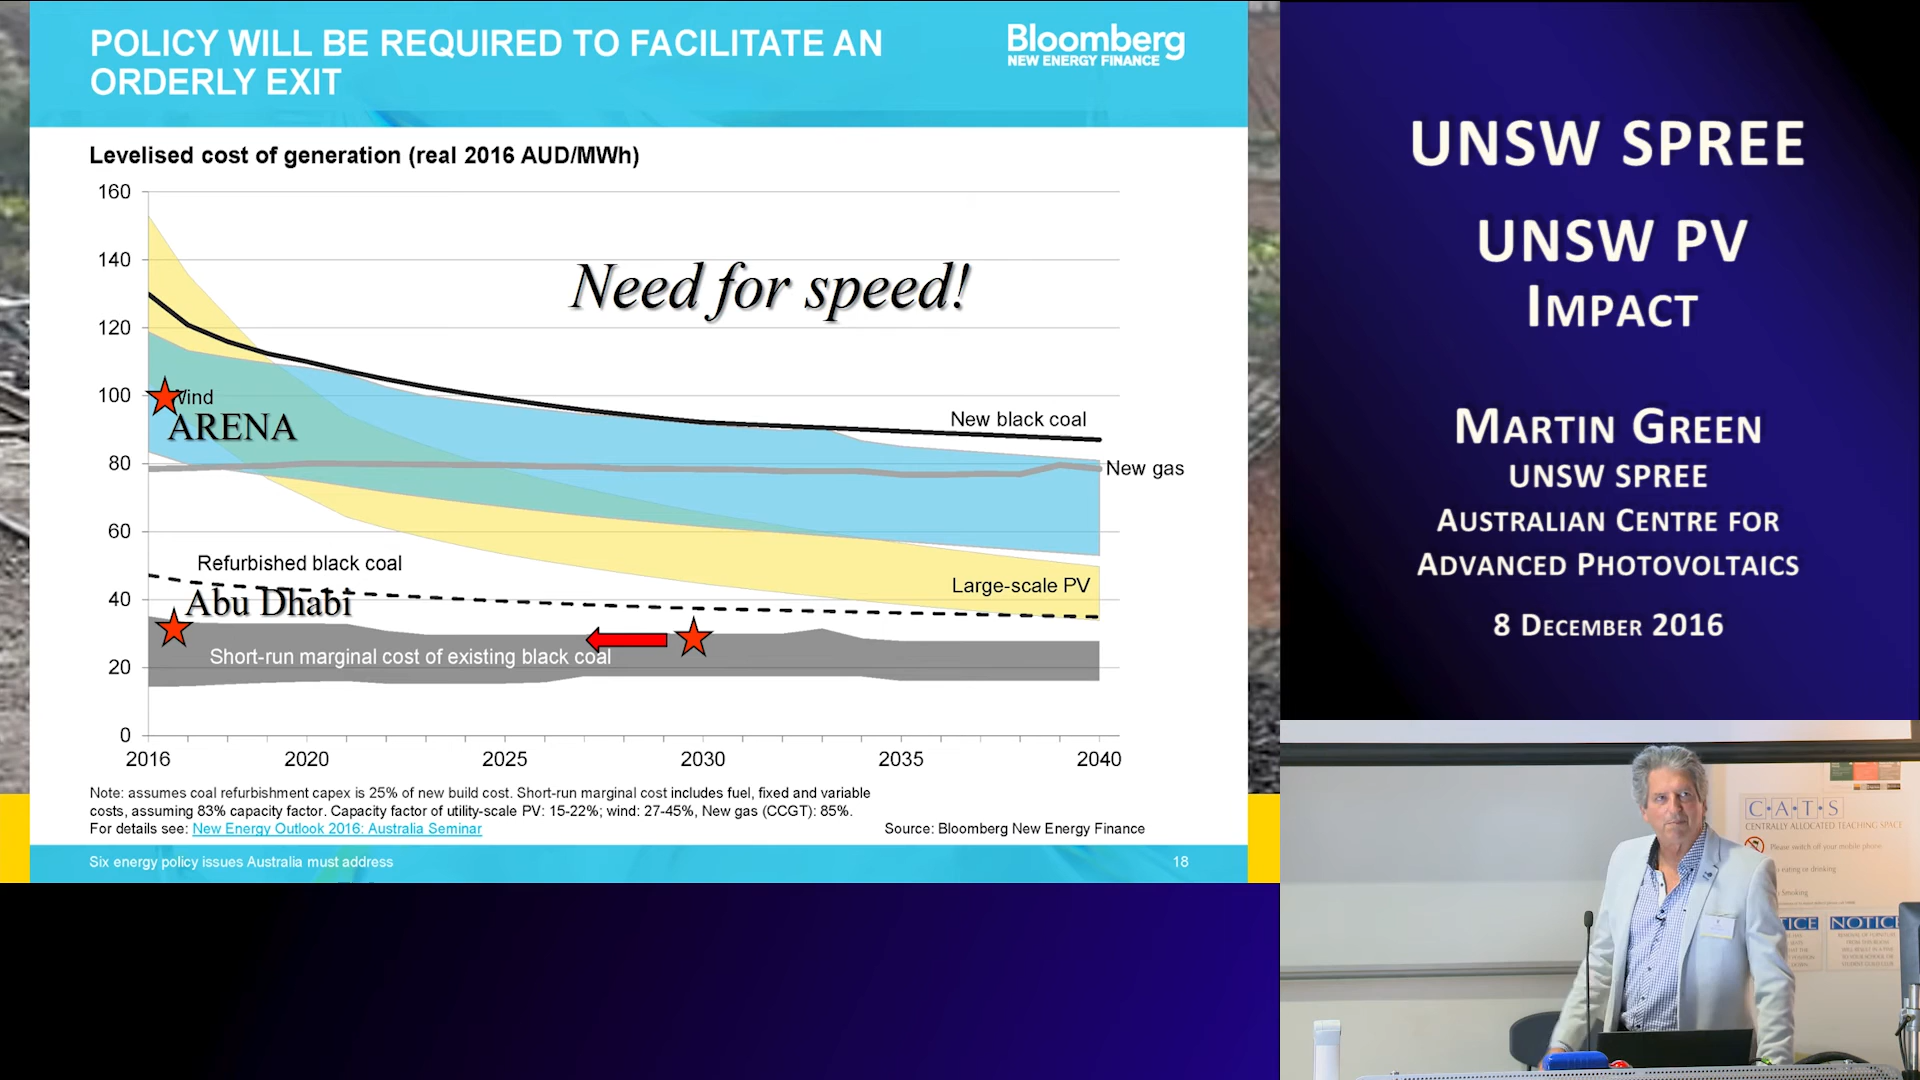 POLICY WILL BE REQUIRED TO FACILITATE AN
ORDERLY EXIT
Bloomberg
NEW ENERGY FINANCE
Levelised cost of generation (real 2016 AUD/MWh)
160
140
120
100
80
60
40
20
0
Need for speed!
ARENA
New black coal
New gas
Refurbished black coal
Abu Dhabi
Large-scale PV
Short-run marginal cost of existing black coal
2016
2020
2025
2030
2035
2040
Note: assumes coal refurbishment capex is 25% of new build cost. Short-run marginal cost includes fuel, fixed and variable
costs, assuming 83% capacity factor. Capacity factor of utility-scale PV: 15-22%; wind: 27-45%, New gas (CCGT): 85%.
For details see: New Energy Outlook 2016: Australia Seminar
Source: Bloomberg New Energy Finance
Six energy policy issues Australia must address
18
UNSW SPREE
UNSW PV
IMPACT
MARTIN GREEN
UNSW SPREE
AUSTRALIAN CENTRE FOR
ADVANCED PHOTOVOLTAICS
8 DECEMBER 2016
C·A·T·S
CENTRALLY ALLOCATED TEACHING SPACE
Please switch off your mobile phone
eating or drinking
Smoking
NOTICE